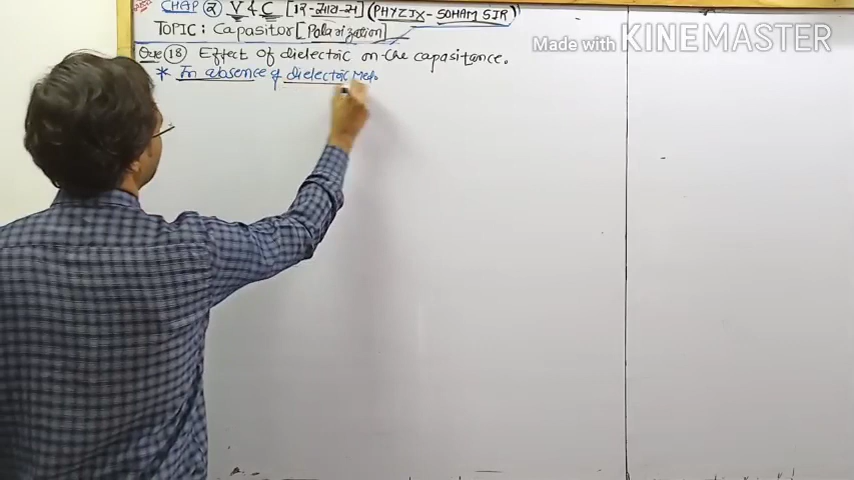 CHAP 2 V & C (PHYZIX-SOHAM SIR)
Made with KINEMASTER
TOPIC: Capasitor [Polarization]
Que 18 Effect of dielectric on the capasitance.
* In absence of dielectric Med.